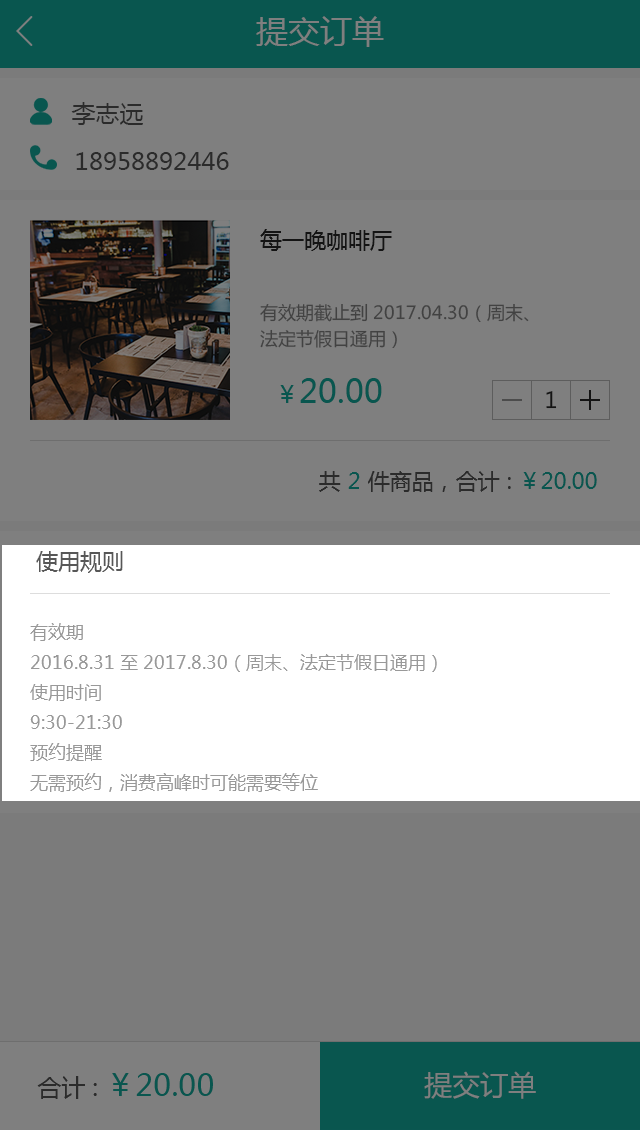 提交订单
李志远
18958892446
每一晚咖啡厅
有效期截止到 2017.04.30（周末、
法定节假日通用）
¥ 20.00
1
共 2 件商品，合计：¥ 20.00
使用规则
有效期
2016.8.31 至 2017.8.30（周末、法定节假日通用）
使用时间
9:30-21:30
预约提醒
无需预约，消费高峰时可能需要等位
合计：¥ 20.00
提交订单